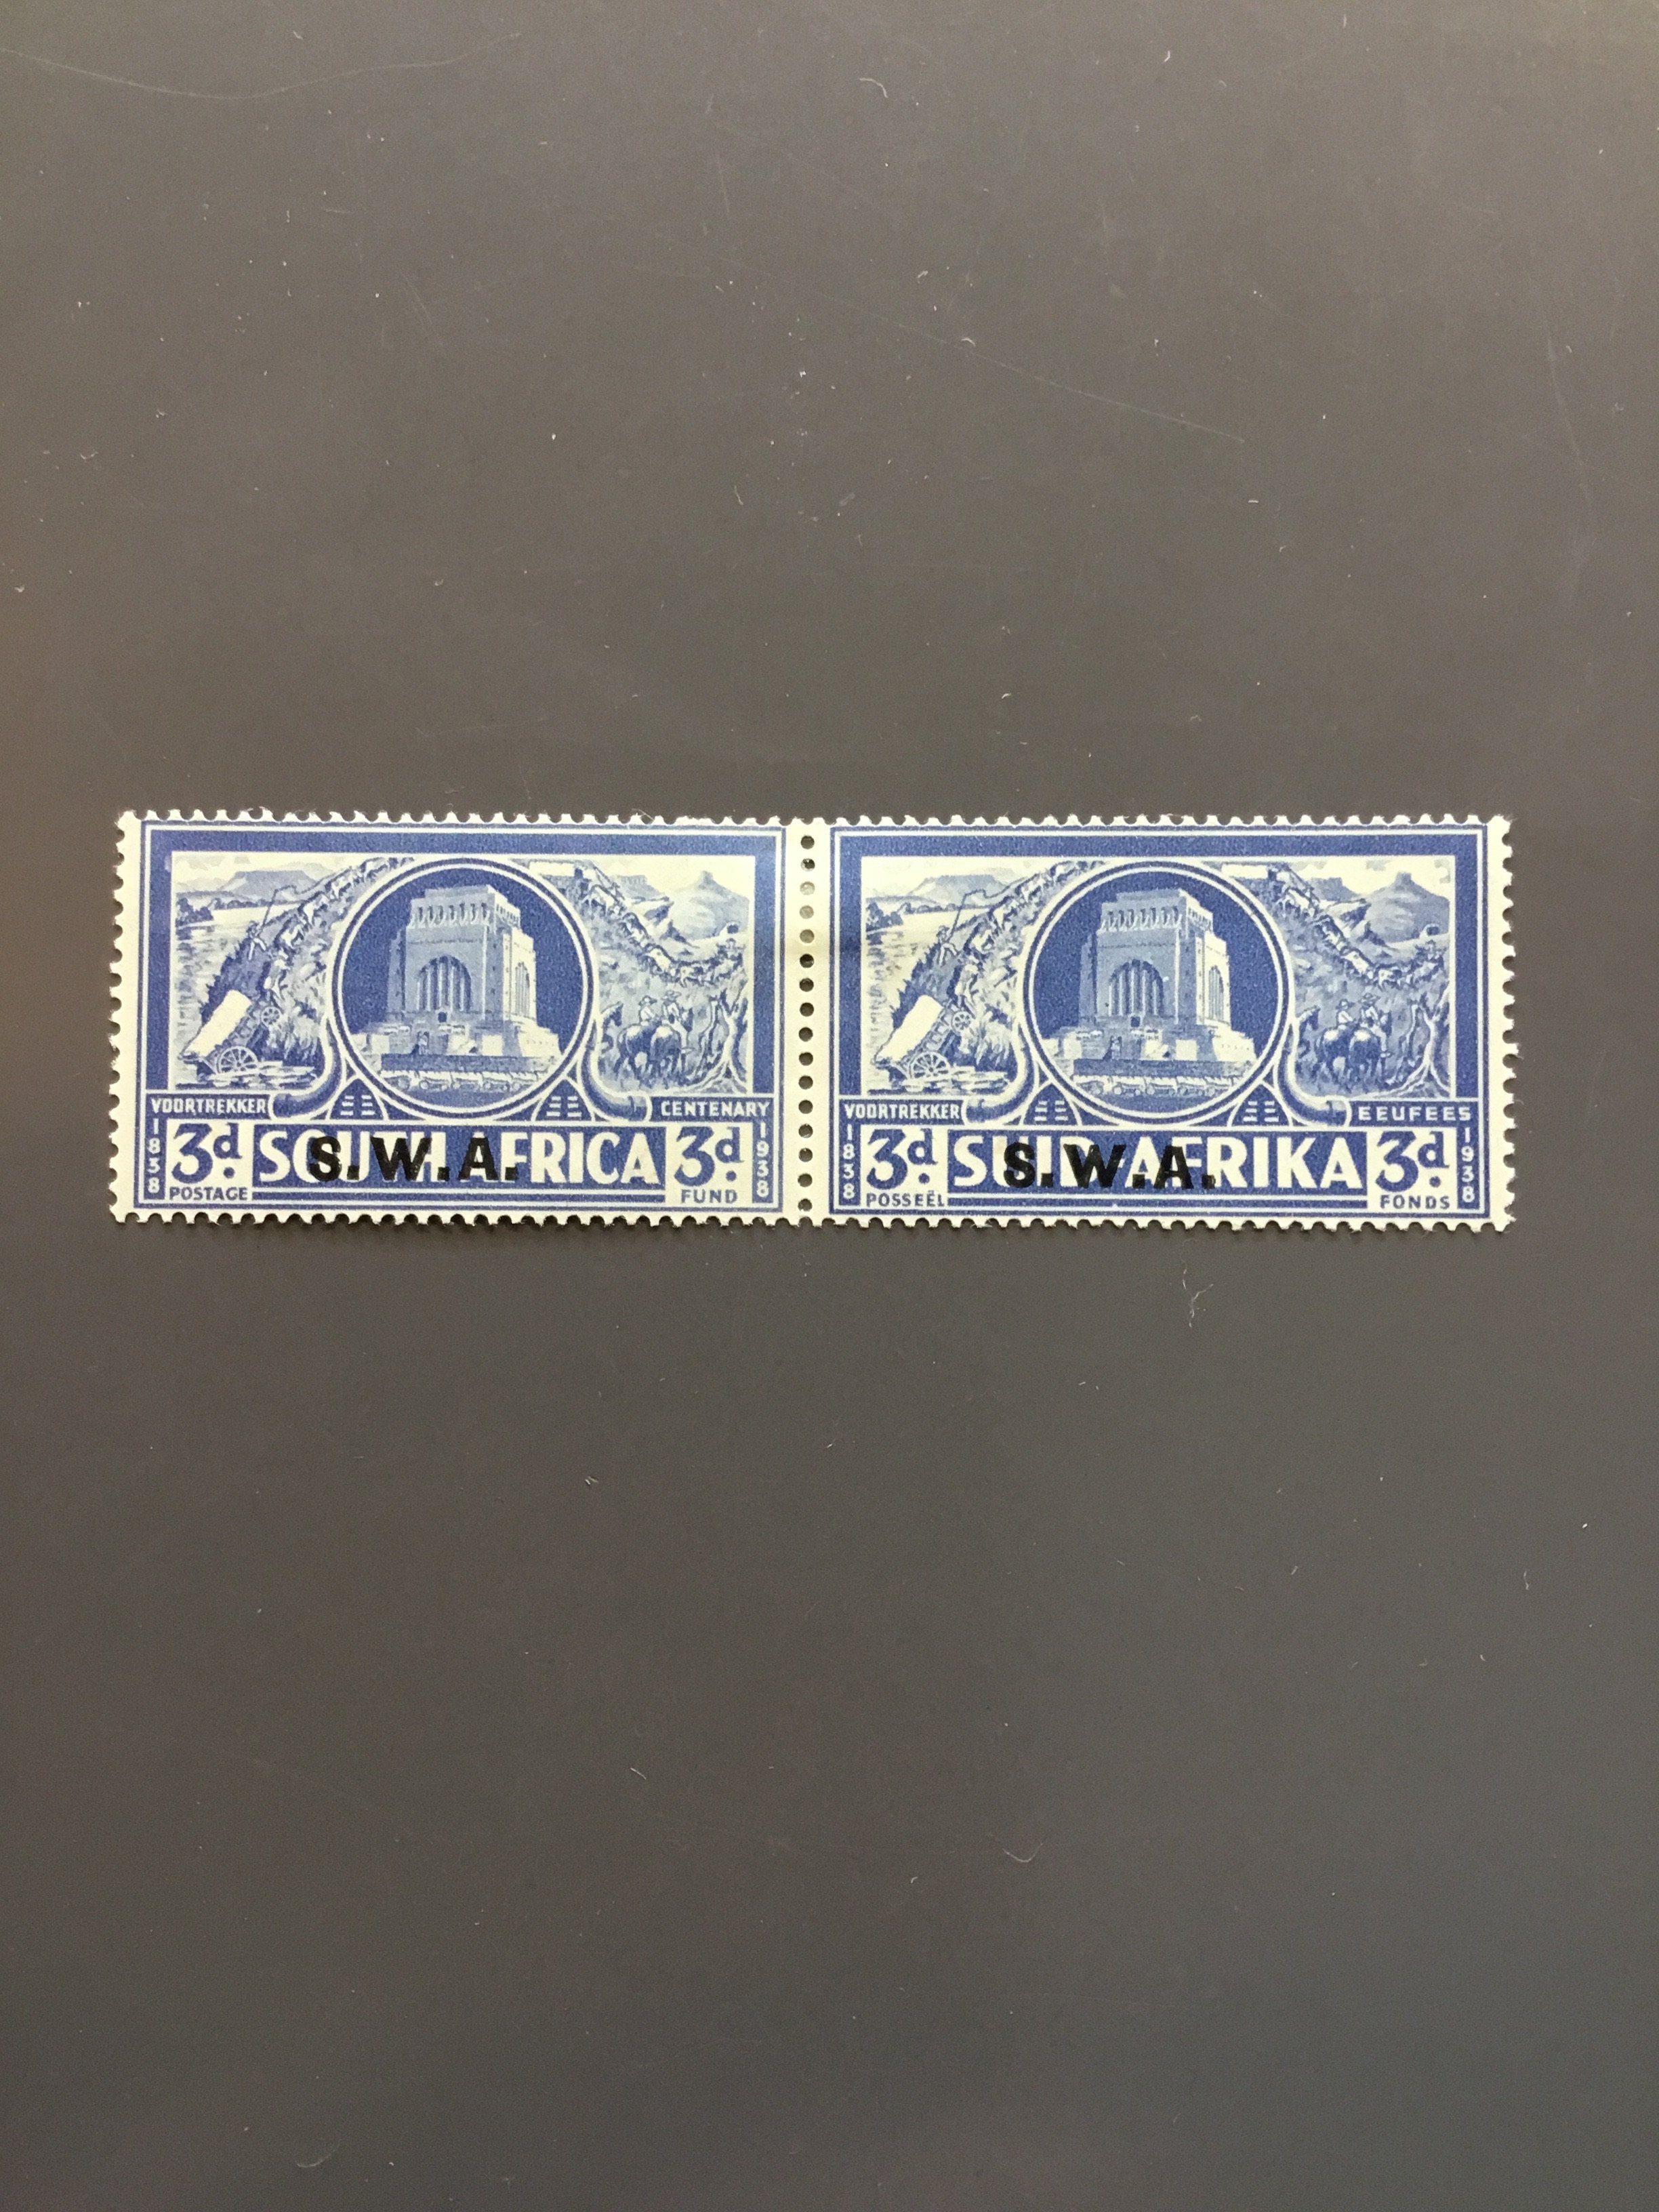 VOORTREKKER CENTENARY
1838 3d. SOUTH AFRICA 3d. 1938
S.W.A.
POSTAGE FUND
VOORTREKKER EEUFEES
1838 3d. SUID-AFRIKA 3d. 1938
S.W.A.
POSSEËL FONDS